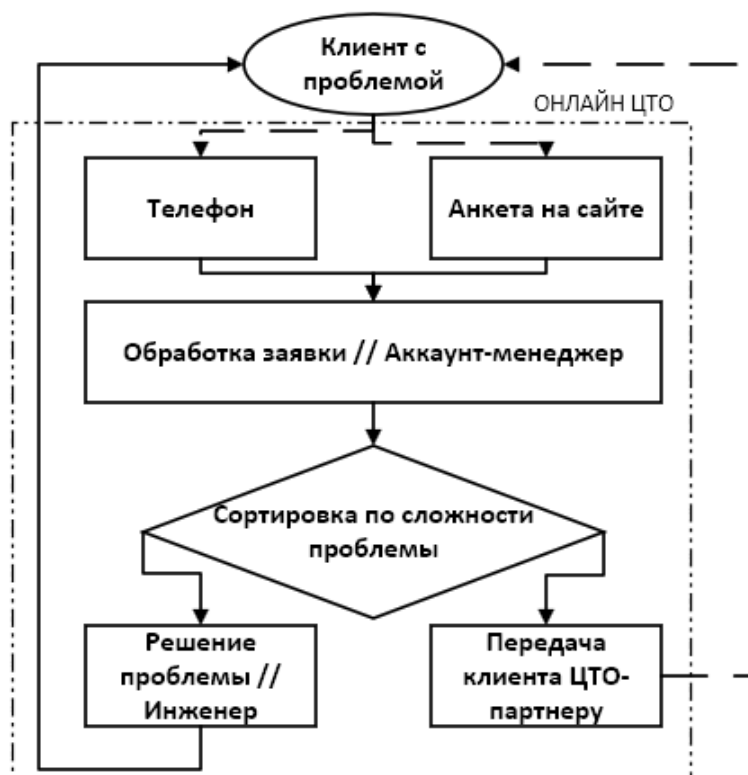 Клиент с
проблемой
ОНЛАЙН ЦТО
Телефон
Анкета на сайте
Обработка заявки // Аккаунт-менеджер
Сортировка по сложности
проблемы
Решение
проблемы //
Инженер
Передача
клиента ЦТО-
партнеру